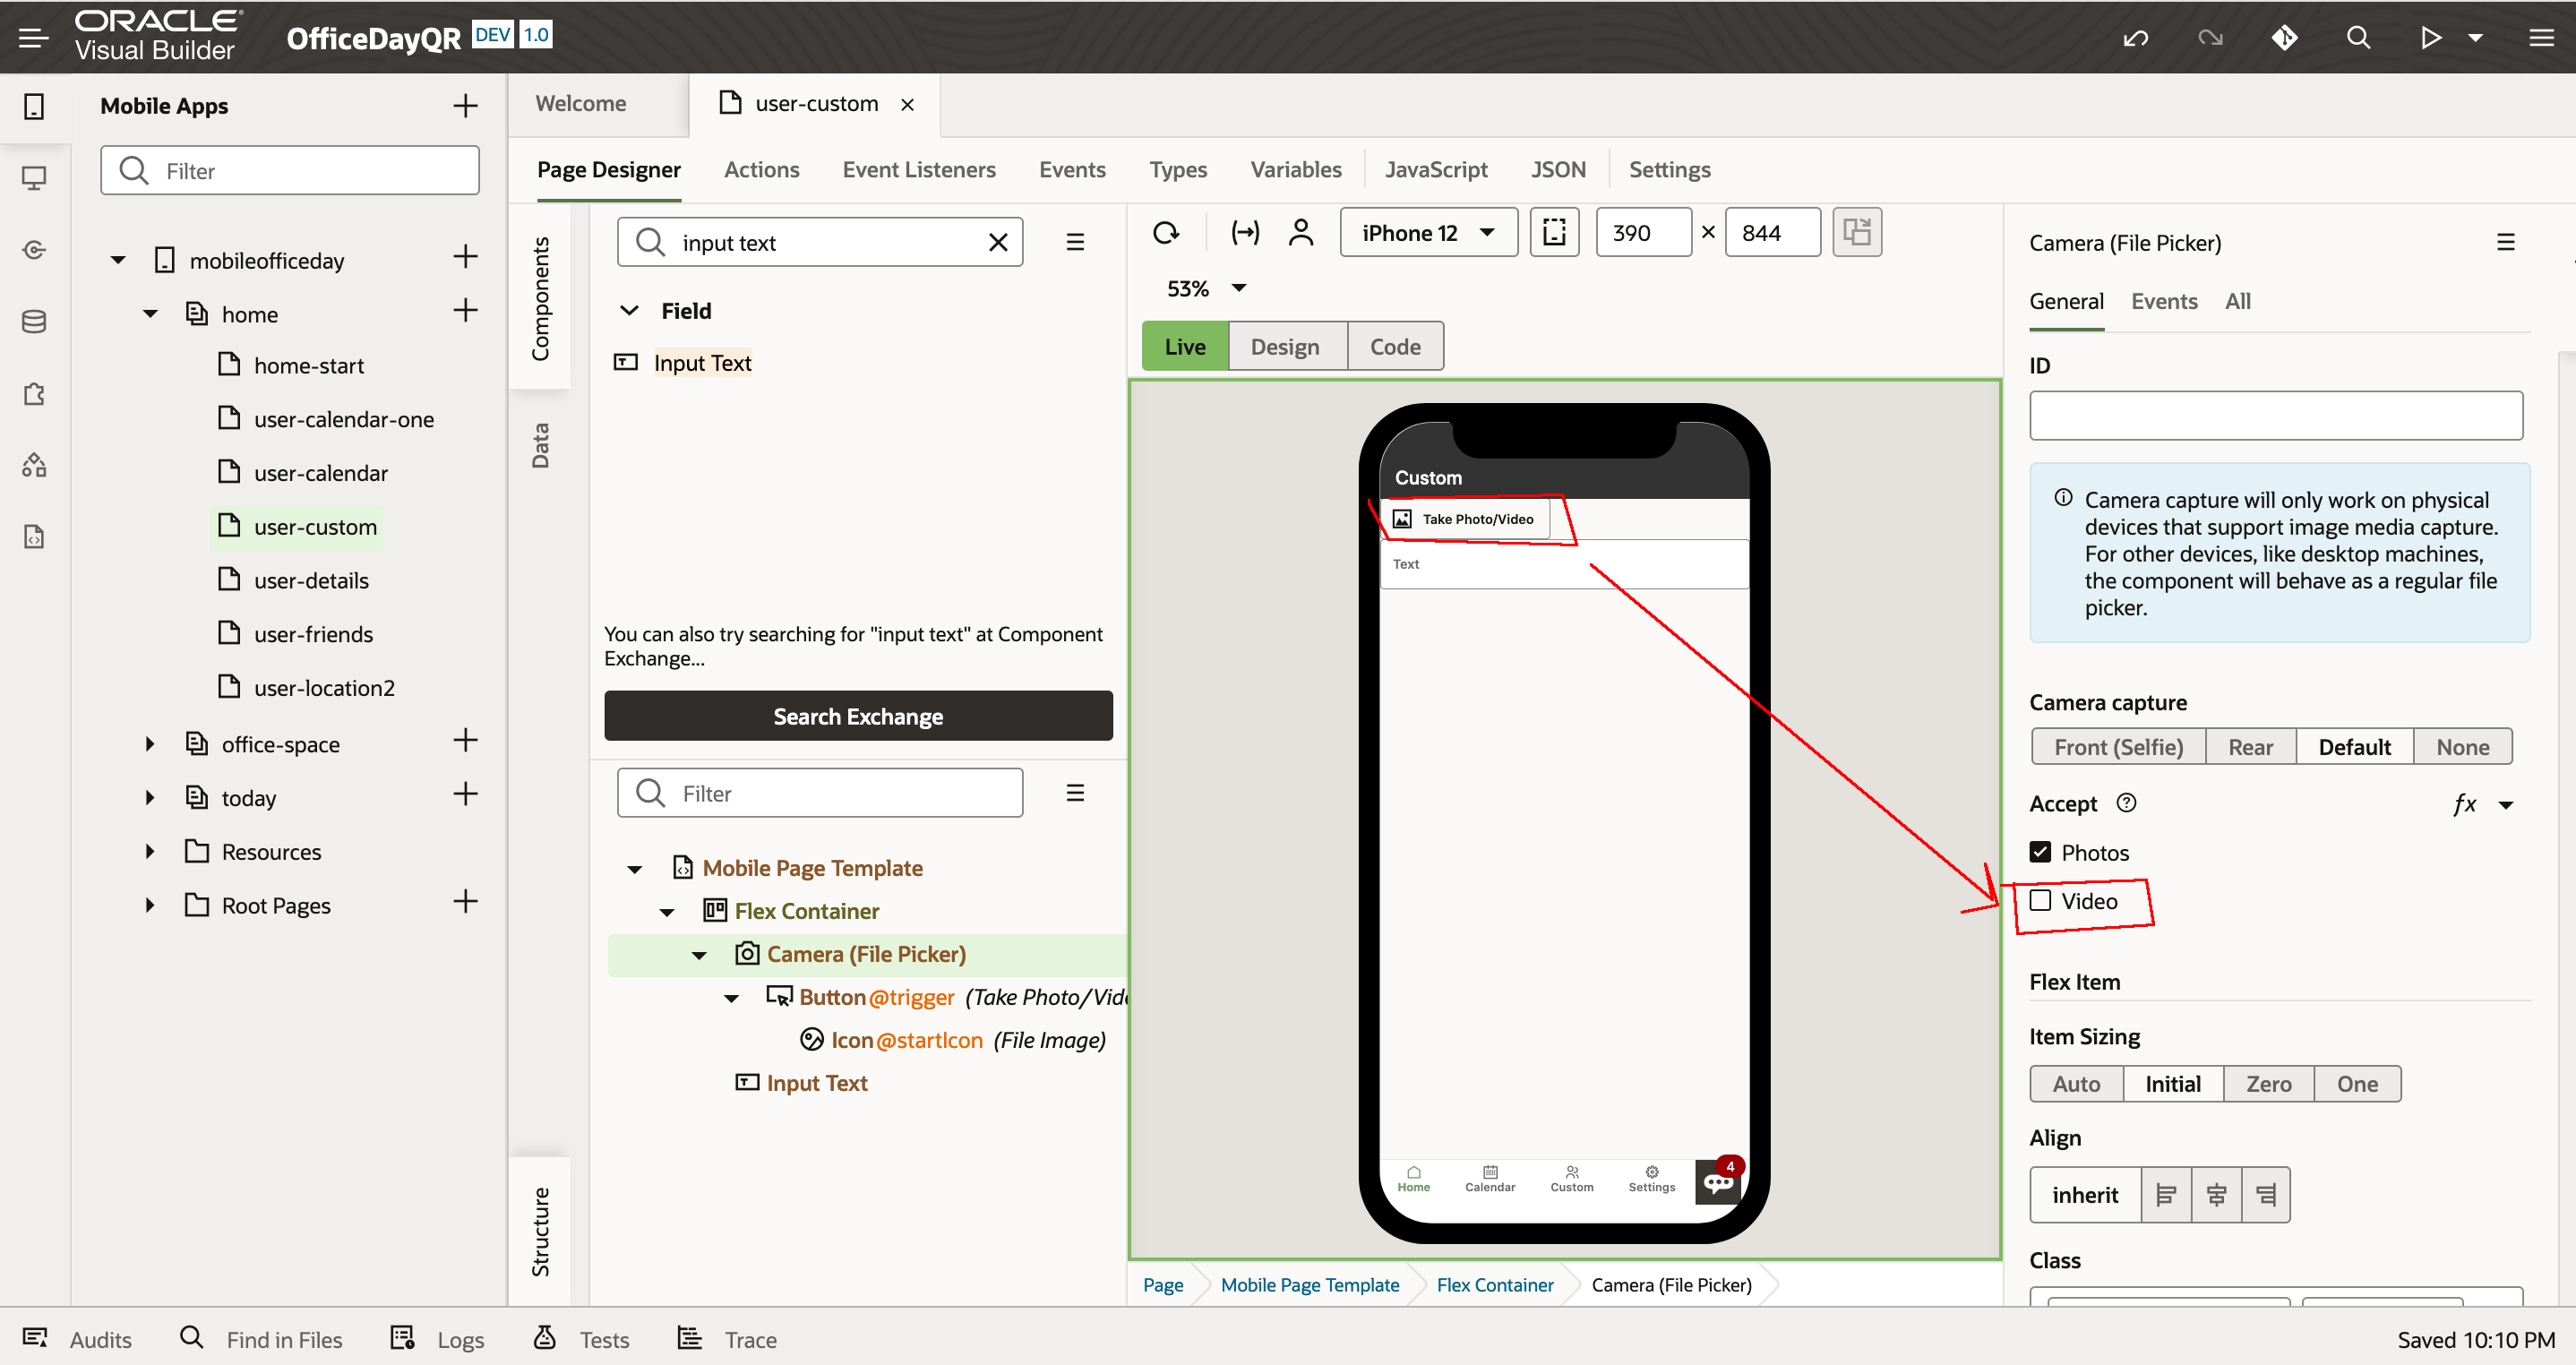 ORACLE
Visual Builder
OfficeDayQR DEV 1.0
Mobile Apps
Filter
mobileofficeday
home
home-start
user-calendar-one
user-calendar
user-custom
user-details
user-friends
user-location2
office-space
today
Resources
Root Pages
Welcome
user-custom
Page Designer Actions Event Listeners Events Types Variables JavaScript JSON Settings
Components
Data
Structure
input text
Field
Input Text
You can also try searching for "input text" at Component
Exchange...
Search Exchange
Filter
Mobile Page Template
Flex Container
Camera (File Picker)
Button@trigger (Take Photo/Vid
Icon@startIcon (File Image)
Input Text
iPhone 12 390 × 844
53%
Live Design Code
Custom
Take Photo/Video
Text
Home Calendar Custom Settings 4
Page Mobile Page Template Flex Container Camera (File Picker)
Camera (File Picker)
General Events All
ID
Camera capture will only work on physical
devices that support image media capture.
For other devices, like desktop machines,
the component will behave as a regular file
picker.
Camera capture
Front (Selfie) Rear Default None
Accept fx
Photos
Video
Flex Item
Item Sizing
Auto Initial Zero One
Align
inherit
Class
Audits Find in Files Logs Tests Trace Saved 10:10 PM